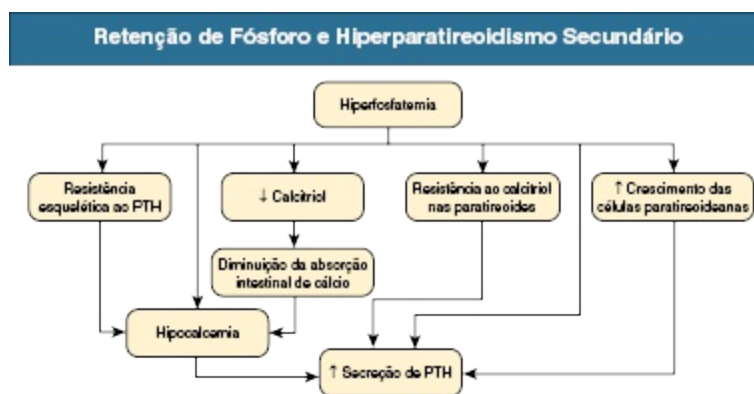 Retenção de Fósforo e Hiperparatireoidismo Secundário
Hiperfosfatemia
Resistência
esquelética ao PTH
↓ Calcitriol
Resistência ao calcitriol
nas paratireoides
↑ Crescimento das
células paratireoideanas
Diminuição da absorção
intestinal de cálcio
Hipocalcemia
↑ Secreção de PTH